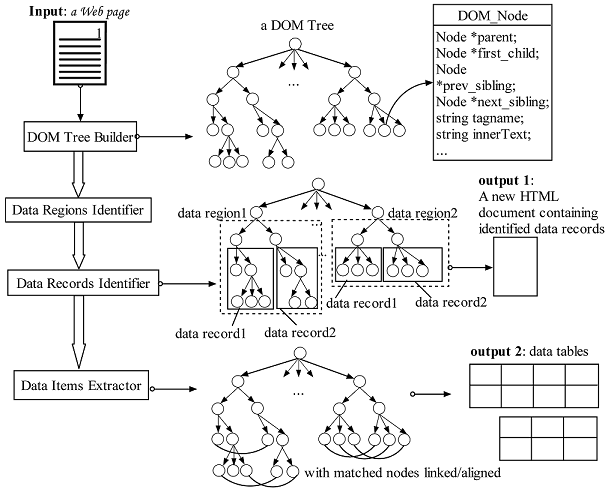 Input: a Web page
1
a DOM Tree
DOM_Node
Node *parent;
Node *first_child;
Node
*prev_sibling;
Node *next_sibling;
string tagname;
string innerText;
...
...
DOM Tree Builder
output 1:
A new HTML
document containing
identified data records
data region1
data region2
...
Data Regions Identifier
Data Records Identifier
data record1
data record2
data record1
data record2
output 2: data tables
Data Items Extractor
...
with matched nodes linked/aligned